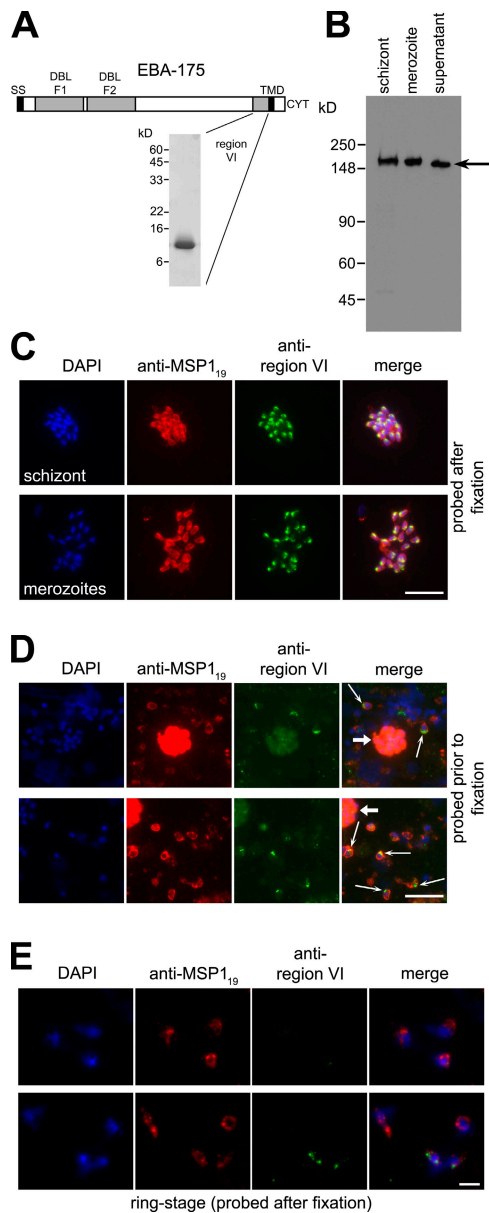 A
EBA-175
SS
DBL F1
DBL F2
TMD
CYT
region VI
kD
60
45
33
22
16
6
B
schizont
merozoite
supernatant
kD
250
148
90
60
45
C
DAPI
anti-MSP1₁₉
anti-region VI
merge
schizont
merozoites
probed after fixation
D
DAPI
anti-MSP1₁₉
anti-region VI
merge
probed prior to fixation
E
DAPI
anti-MSP1₁₉
anti-region VI
merge
ring-stage (probed after fixation)